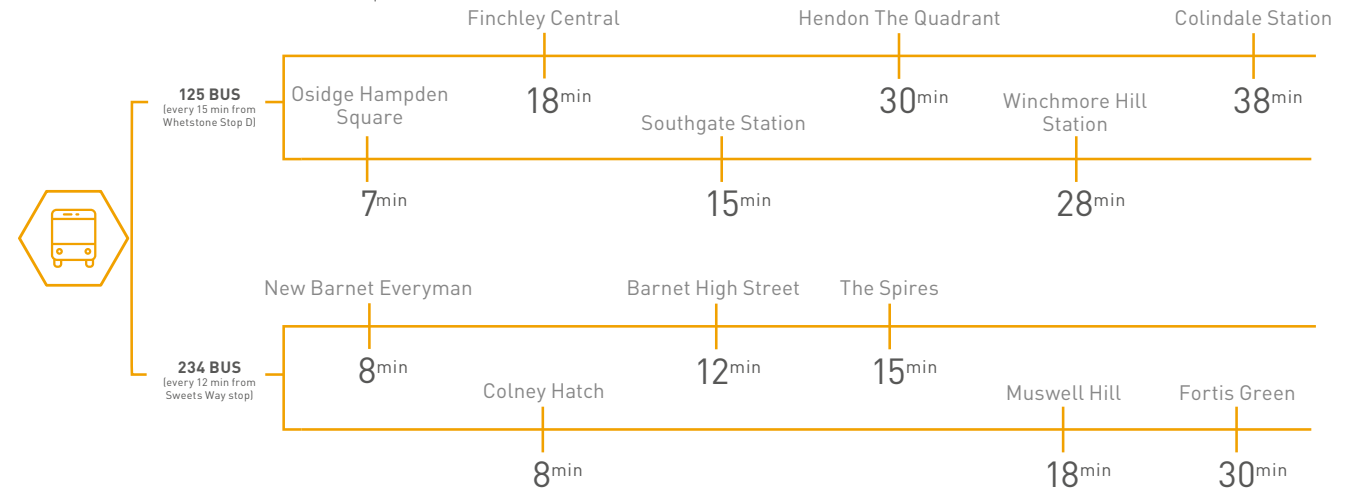 Finchley Central
Hendon The Quadrant
Colindale Station
18min
30min
38min
125 BUS
(every 15 min from
Whetstone Stop D)
Osidge Hampden
Square
Southgate Station
Winchmore Hill
Station
7min
15min
28min
New Barnet Everyman
Barnet High Street
The Spires
8min
12min
15min
234 BUS
(every 12 min from
Sweets Way stop)
Colney Hatch
Muswell Hill
Fortis Green
8min
18min
30min